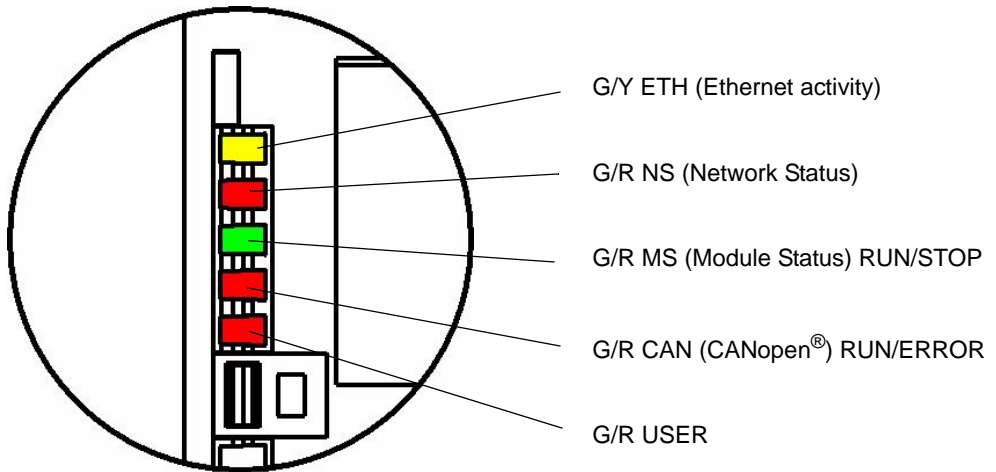 G/Y ETH (Ethernet activity)
G/R NS (Network Status)
G/R MS (Module Status) RUN/STOP
G/R CAN (CANopen®) RUN/ERROR
G/R USER